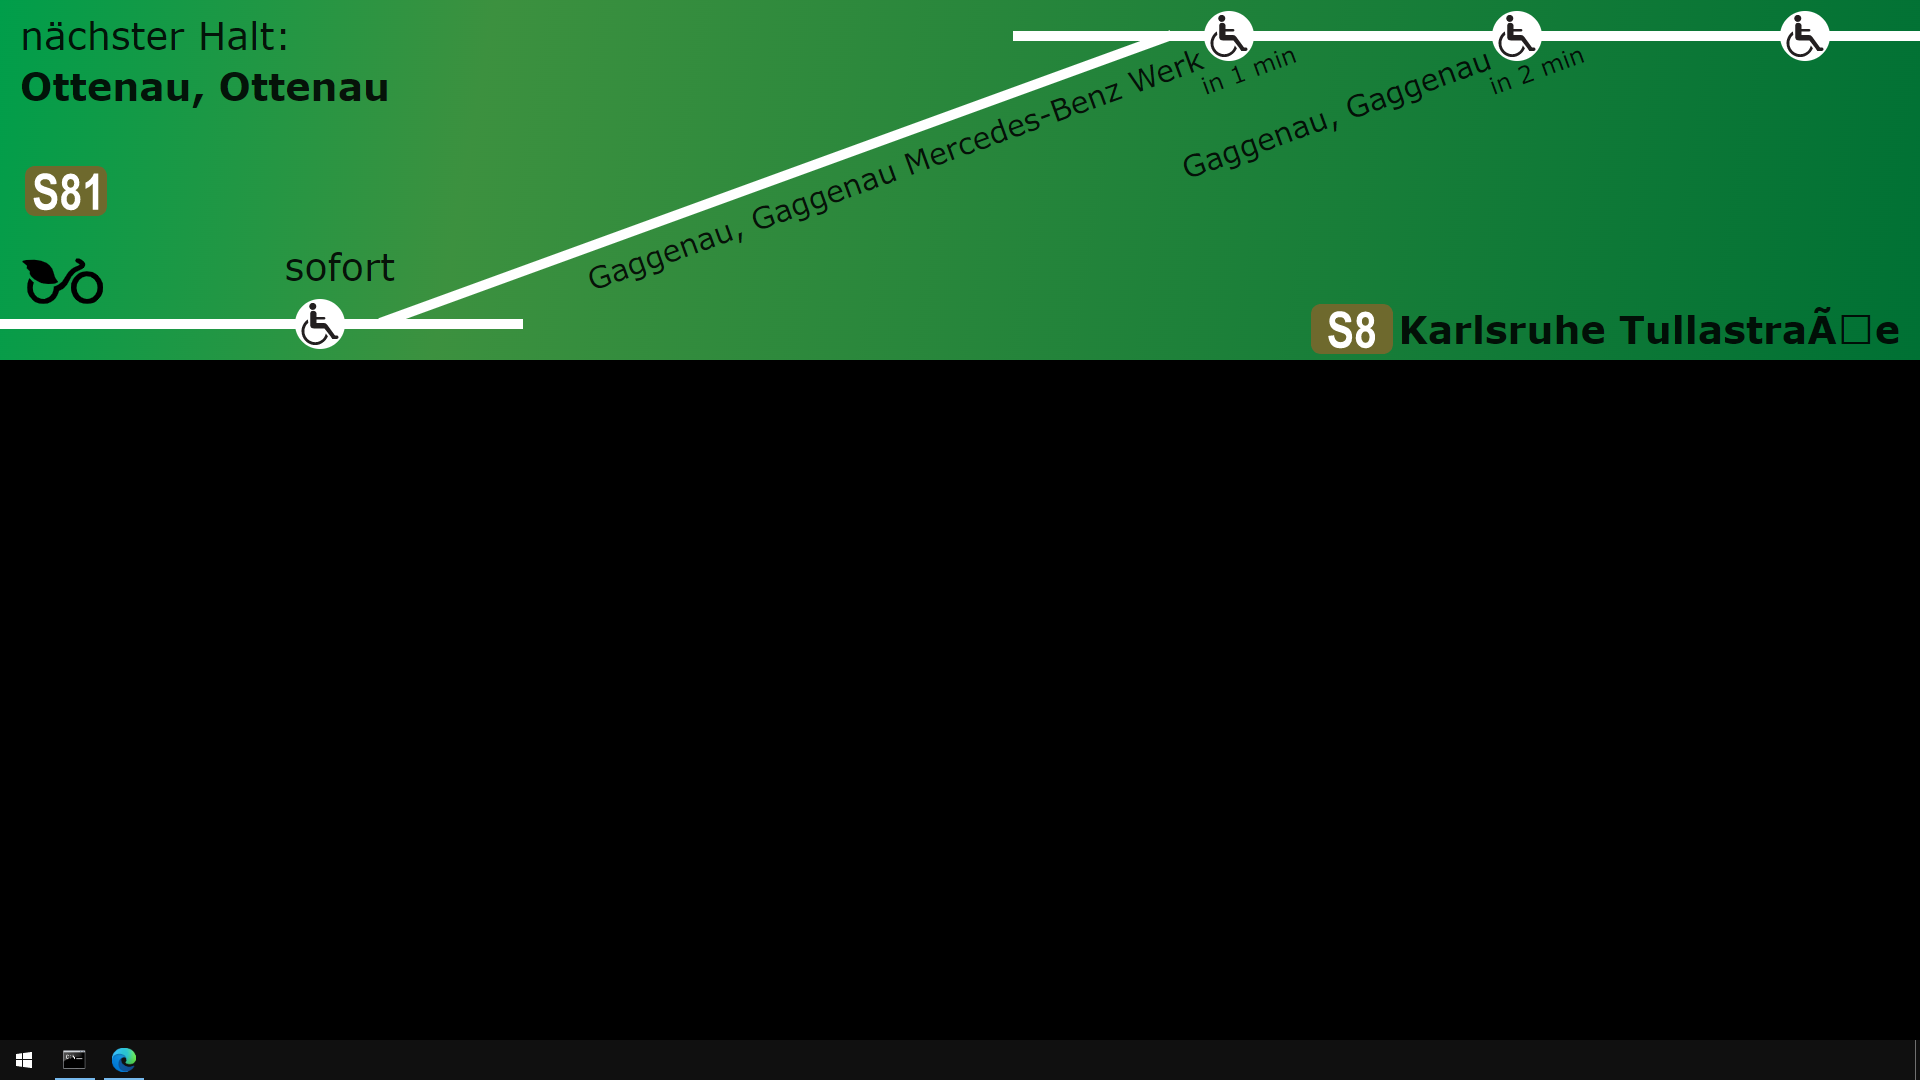 nächster Halt:
Ottenau, Ottenau
S81
sofort
Gaggenau, Gaggenau Mercedes-Benz Werk
in 1 min
Gaggenau, Gaggenau
in 2 min
S8 Karlsruhe TullastraÃ□e